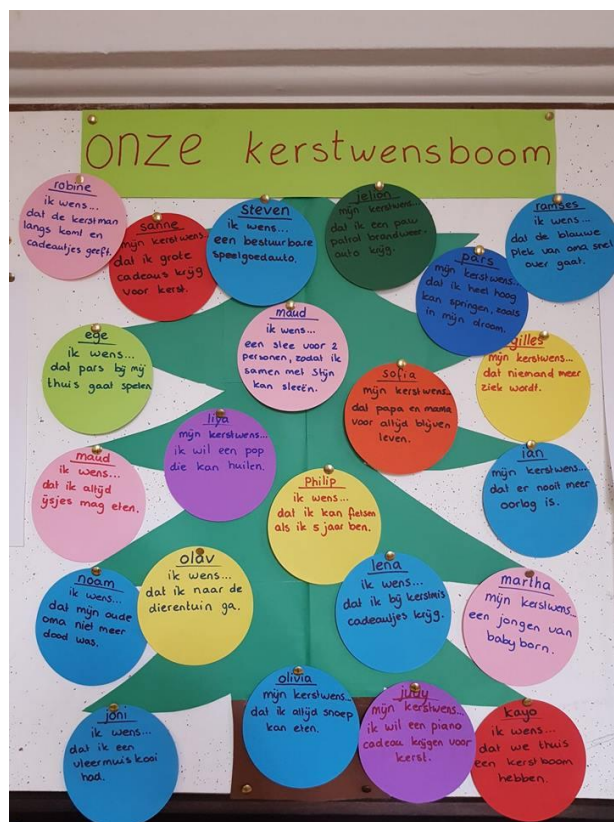 onze kerstwensboom
robine
ik wens...
dat de kerstman
langs komt en
cadeautjes geeft.
sanne
mijn kerstwens...
dat ik grote
cadeaus krijg
voor kerst.
Steven
ik wens...
een bestuurbare
speelgoedauto.
jelion
mijn kerstwens...
dat ik een paw
patrol brandweer-
auto krijg.
pars
mijn kerstwens...
dat ik heel hoog
kan springen, zoals
in mijn droom.
ramses
ik wens...
dat de blauwe
plek van oma snel
over gaat.
ege
ik wens...
dat pars bij mij
thuis gaat spelen.
maud
ik wens...
een slee voor 2
personen, zodat ik
samen met Stijn
kan sleeën.
sofia
mijn kerstwens...
dat papa en mama
voor altijd blijven
leven.
gilles
mijn kerstwens...
dat niemand meer
ziek wordt.
maud
ik wens...
dat ik altijd
ijsjes mag eten.
liya
mijn kerstwens...
ik wil een pop
die kan huilen.
Philip
ik wens...
dat ik kan fietsen
als ik 5 jaar ben.
ian
mijn kerstwens...
dat er nooit meer
oorlog is.
noam
ik wens...
dat mijn oude
oma niet meer
dood was.
olav
ik wens...
dat ik naar de
dierentuin ga.
lena
ik wens...
dat ik bij kerstmis
cadeautjes krijg.
martha
mijn kerstwens...
een jongen van
baby born.
joni
ik wens...
dat ik een
vleermuis kooi
had.
olivia
mijn kerstwens...
dat ik altijd snoep
kan eten.
judy
mijn kerstwens...
ik wil een piano
cadeau krijgen voor
kerst.
kayo
ik wens...
dat we thuis
een kerstboom
hebben.